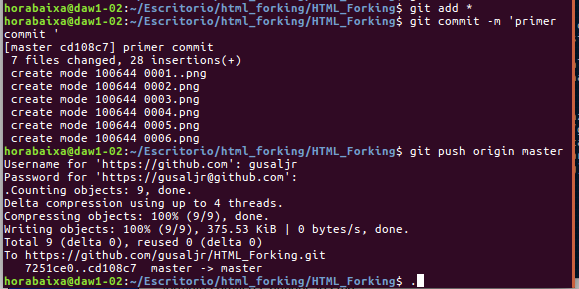 horabaixa@daw1-02:~/Escritorio/html_forking/HTML_Forking$ git add *
horabaixa@daw1-02:~/Escritorio/html_forking/HTML_Forking$ git commit -m 'primer
commit '
[master cd108c7] primer commit
 7 files changed, 28 insertions(+)
 create mode 100644 0001..png
 create mode 100644 0002.png
 create mode 100644 0003.png
 create mode 100644 0004.png
 create mode 100644 0005.png
 create mode 100644 0006.png
horabaixa@daw1-02:~/Escritorio/html_forking/HTML_Forking$ git push origin master
Username for 'https://github.com': gusaljr
Password for 'https://gusaljr@github.com':
.Counting objects: 9, done.
Delta compression using up to 4 threads.
Compressing objects: 100% (9/9), done.
Writing objects: 100% (9/9), 375.53 KiB | 0 bytes/s, done.
Total 9 (delta 0), reused 0 (delta 0)
To https://github.com/gusaljr/HTML_Forking.git
   7251ce0..cd108c7  master -> master
horabaixa@daw1-02:~/Escritorio/html_forking/HTML_Forking$ .